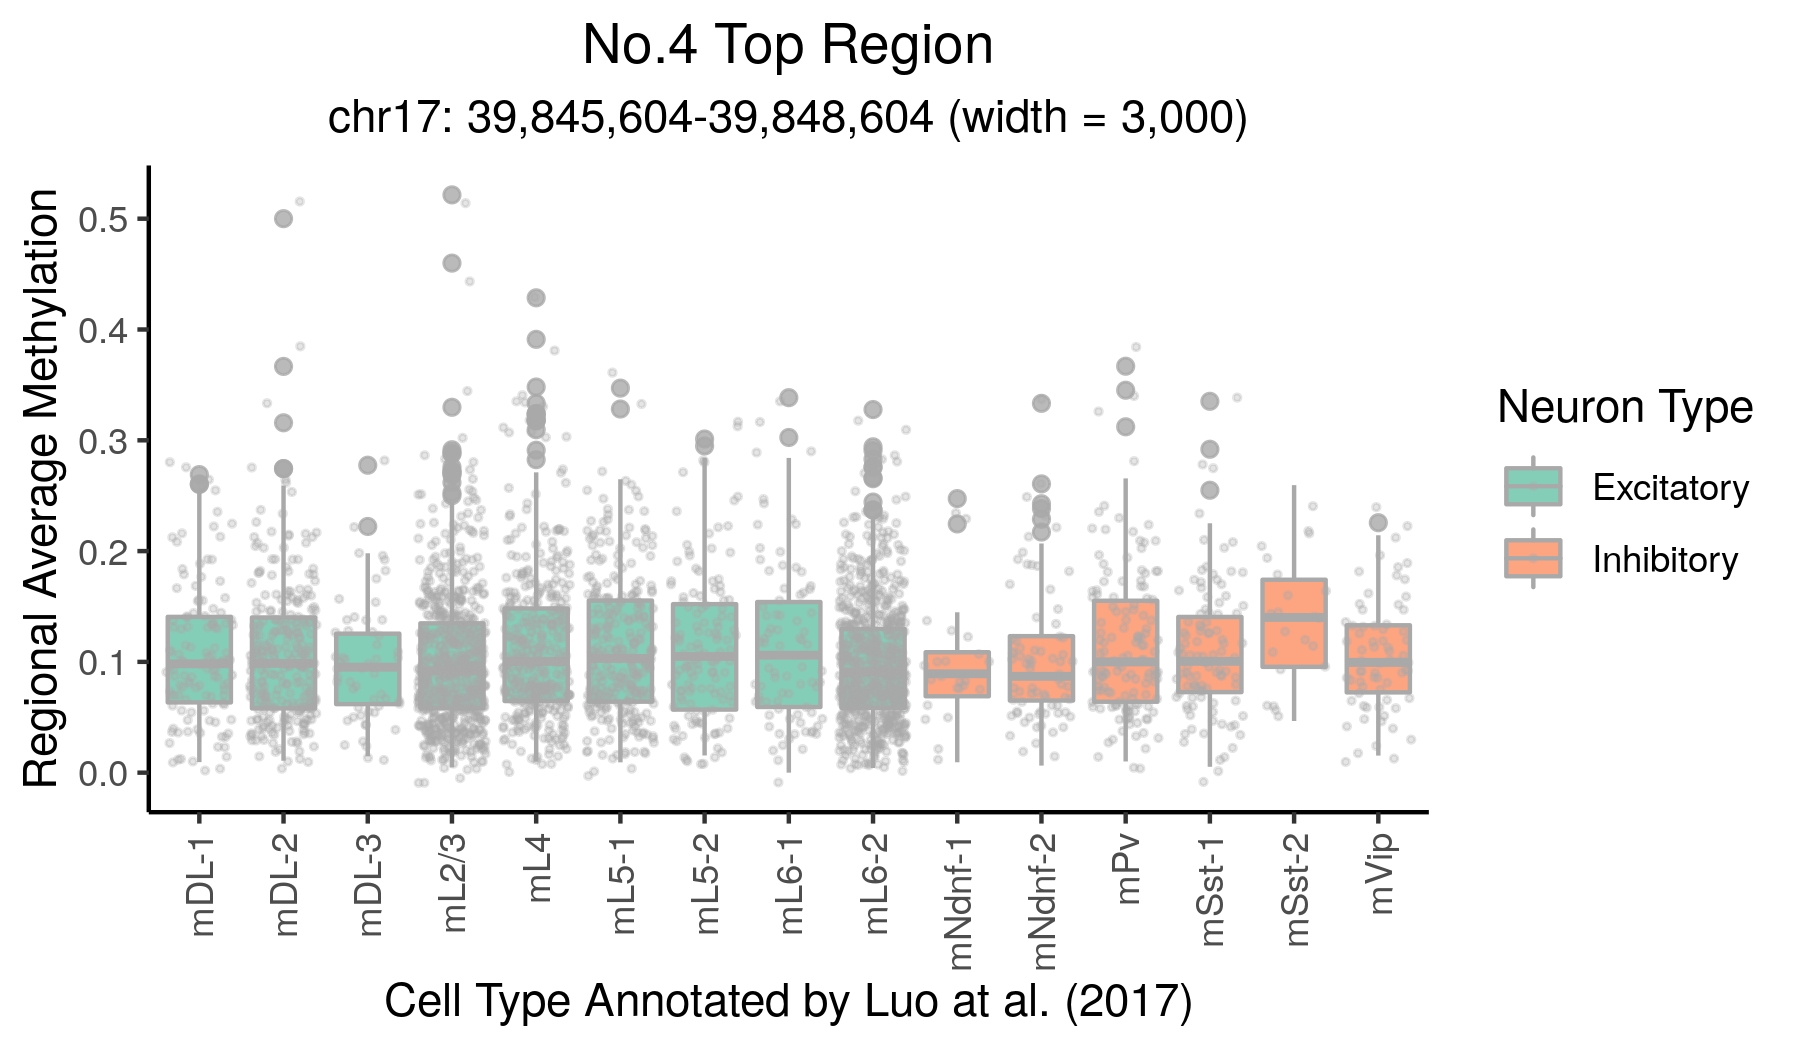 No.4 Top Region
chr17: 39,845,604-39,848,604 (width = 3,000)
Regional Average Methylation
0.5
0.4
0.3
0.2
0.1
0.0
mDL-1
mDL-2
mDL-3
mL2/3
mL4
mL5-1
mL5-2
mL6-1
mL6-2
mNdnf-1
mNdnf-2
mPv
mSst-1
mSst-2
mVip
Cell Type Annotated by Luo at al. (2017)
Neuron Type
Excitatory
Inhibitory